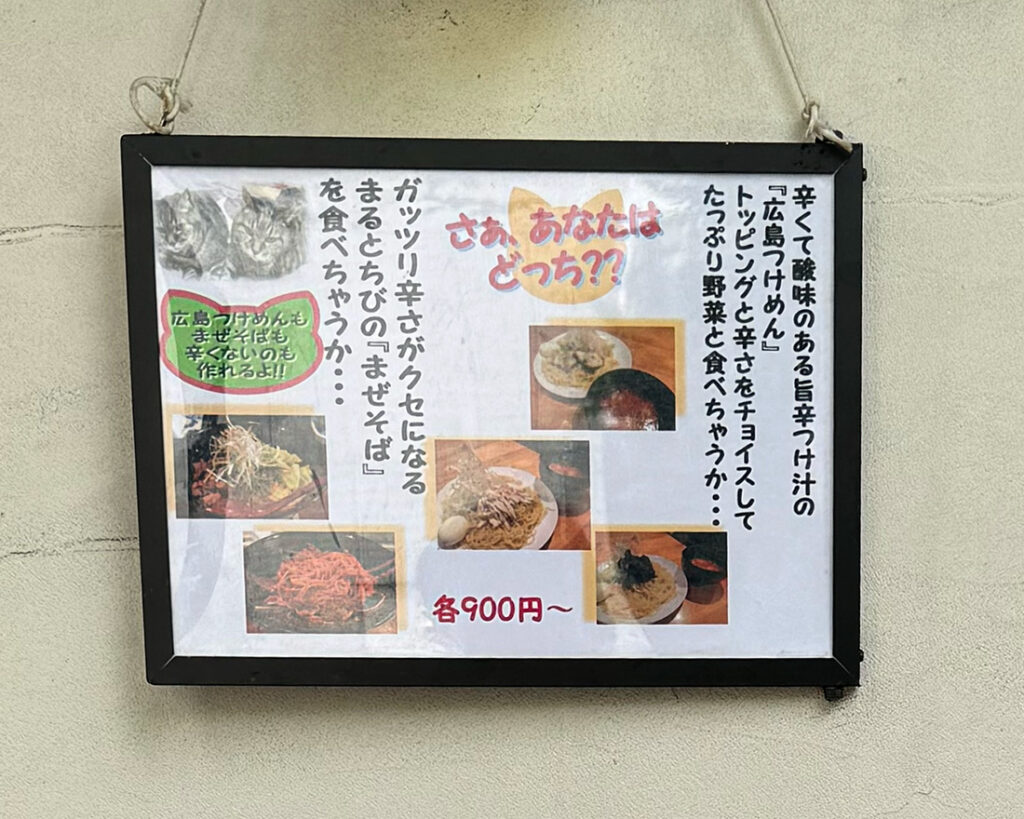 辛くて酸味のある旨辛つけ汁の
『広島つけめん』
トッピングと辛さをチョイスして
たっぷり野菜と食べちゃうか・・・
さぁ、あなたは
どっち??
ガッツリ辛さがクセになる
まるとちびの『まぜそば』
を食べちゃうか・・・
広島つけめんも
まぜそばも
辛くないのも
作れるよ!!
各900円～